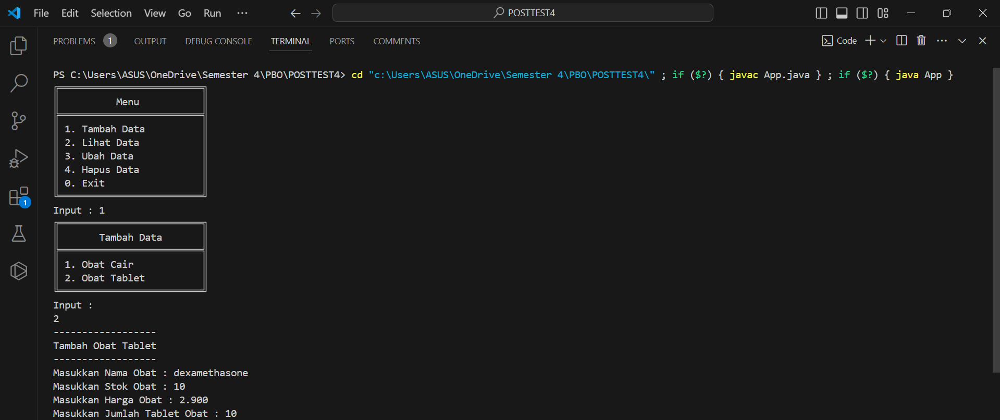 File Edit Selection View Go Run ··· POSTTEST4
PROBLEMS 1 OUTPUT DEBUG CONSOLE TERMINAL PORTS COMMENTS Code
PS C:\Users\ASUS\OneDrive\Semester 4\PBO\POSTTEST4> cd "c:\Users\ASUS\OneDrive\Semester 4\PBO\POSTTEST4\" ; if ($?) { javac App.java } ; if ($?) { java App }
Menu
1. Tambah Data
2. Lihat Data
3. Ubah Data
4. Hapus Data
0. Exit
1
Input : 1
Tambah Data
1. Obat Cair
2. Obat Tablet
Input :
2
------------------
Tambah Obat Tablet
------------------
Masukkan Nama Obat : dexamethasone
Masukkan Stok Obat : 10
Masukkan Harga Obat : 2.900
Masukkan Jumlah Tablet Obat : 10